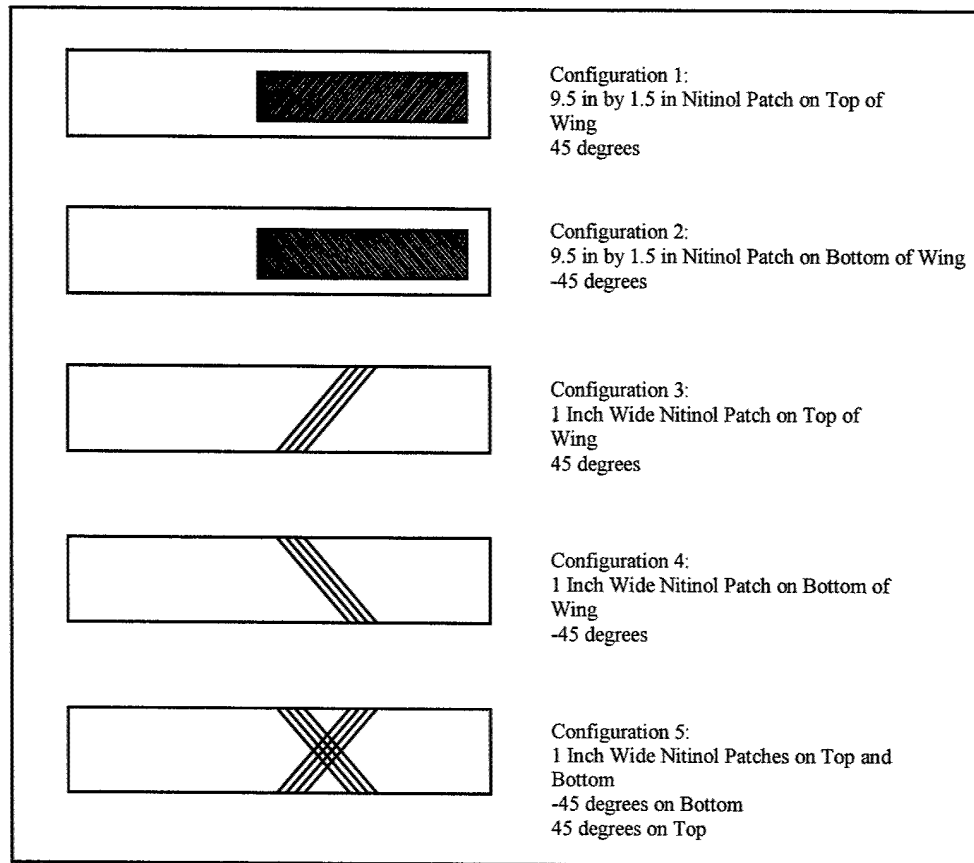 Configuration 1:
9.5 in by 1.5 in Nitinol Patch on Top of
Wing
45 degrees
Configuration 2:
9.5 in by 1.5 in Nitinol Patch on Bottom of Wing
-45 degrees
Configuration 3:
1 Inch Wide Nitinol Patch on Top of
Wing
45 degrees
Configuration 4:
1 Inch Wide Nitinol Patch on Bottom of
Wing
-45 degrees
Configuration 5:
1 Inch Wide Nitinol Patches on Top and
Bottom
-45 degrees on Bottom
45 degrees on Top